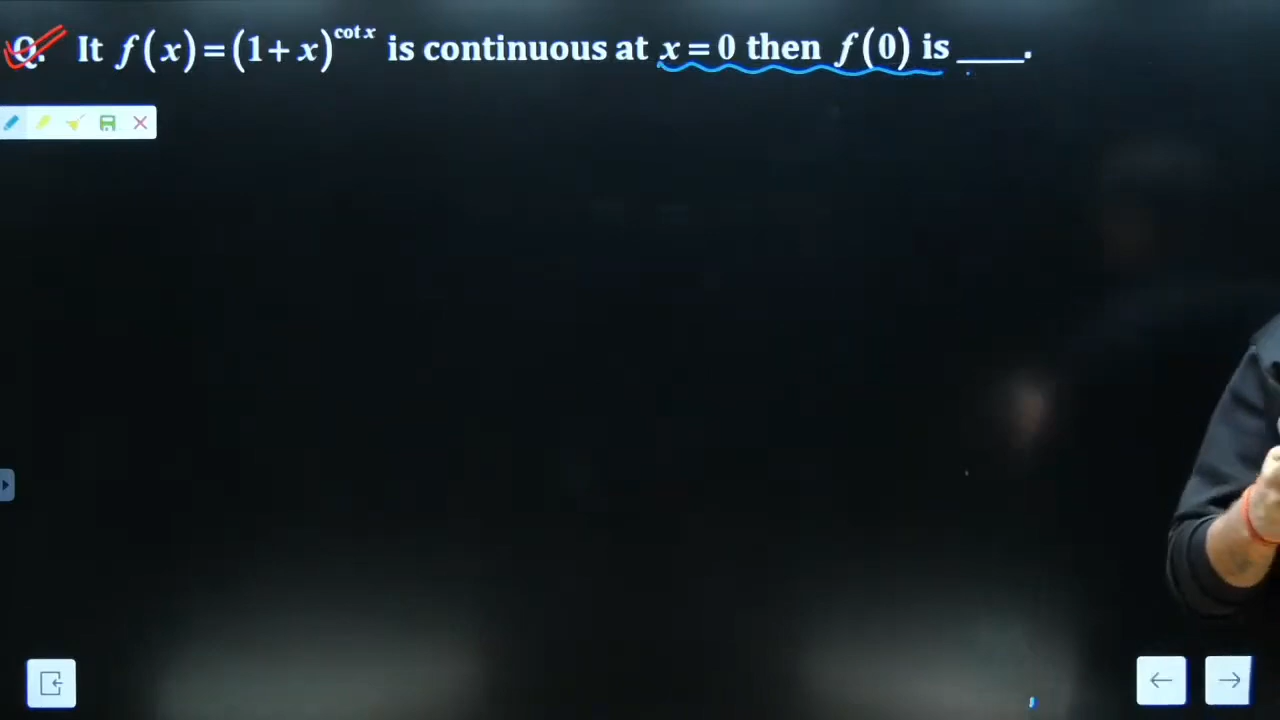 Q. It f(x)=(1+x)^{cot x} is continuous at x=0 then f(0) is ____.